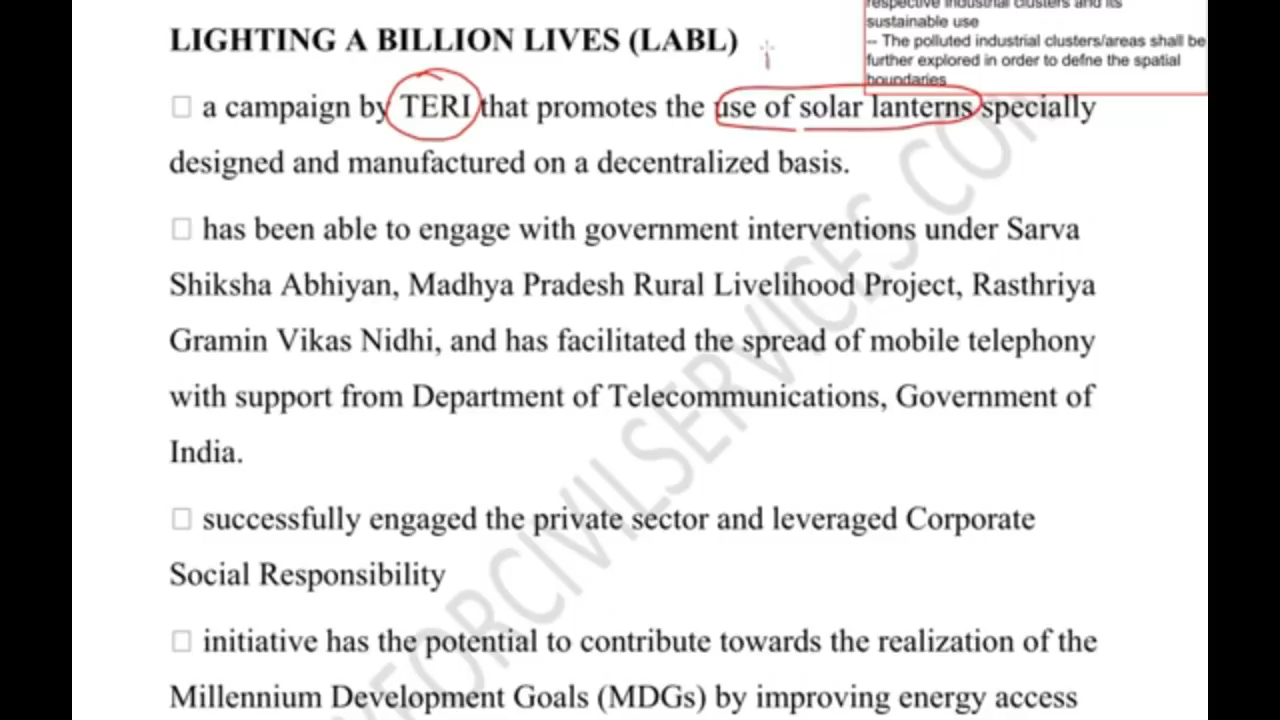 respective industrial clusters and its
sustainable use
-- The polluted industrial clusters/areas shall be
further explored in order to defne the spatial
boundaries
LIGHTING A BILLION LIVES (LABL)
□ a campaign by TERI that promotes the use of solar lanterns specially
designed and manufactured on a decentralized basis.
□ has been able to engage with government interventions under Sarva
Shiksha Abhiyan, Madhya Pradesh Rural Livelihood Project, Rasthriya
Gramin Vikas Nidhi, and has facilitated the spread of mobile telephony
with support from Department of Telecommunications, Government of
India.
□ successfully engaged the private sector and leveraged Corporate
Social Responsibility
□ initiative has the potential to contribute towards the realization of the
Millennium Development Goals (MDGs) by improving energy access
FORCIVILSERVICES.COM